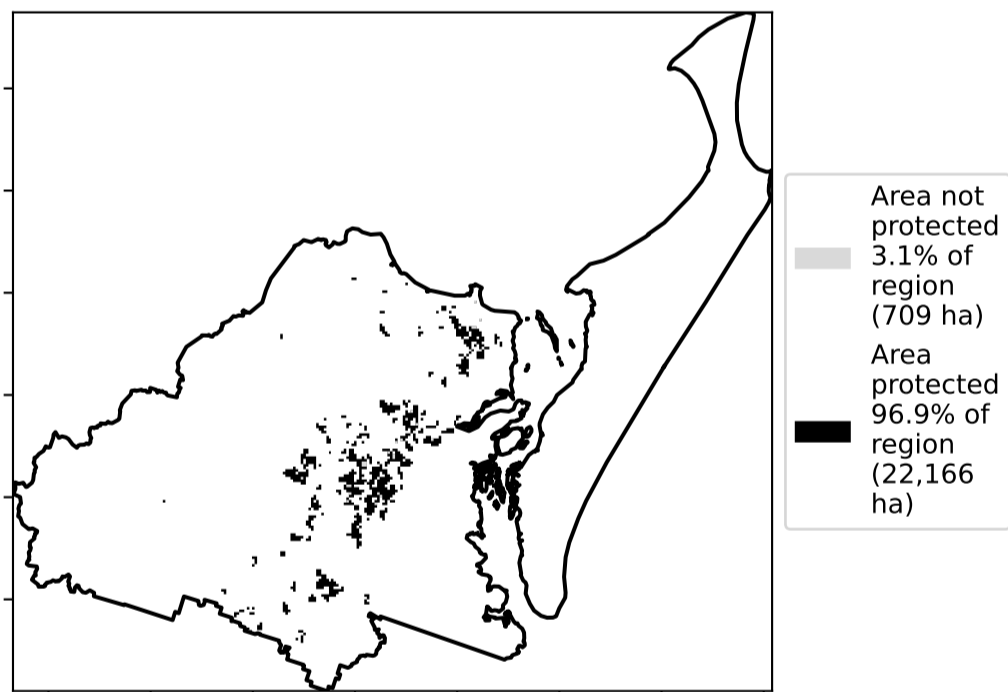 Area not
protected
3.1% of
region
(709 ha)
Area
protected
96.9% of
region
(22,166
ha)